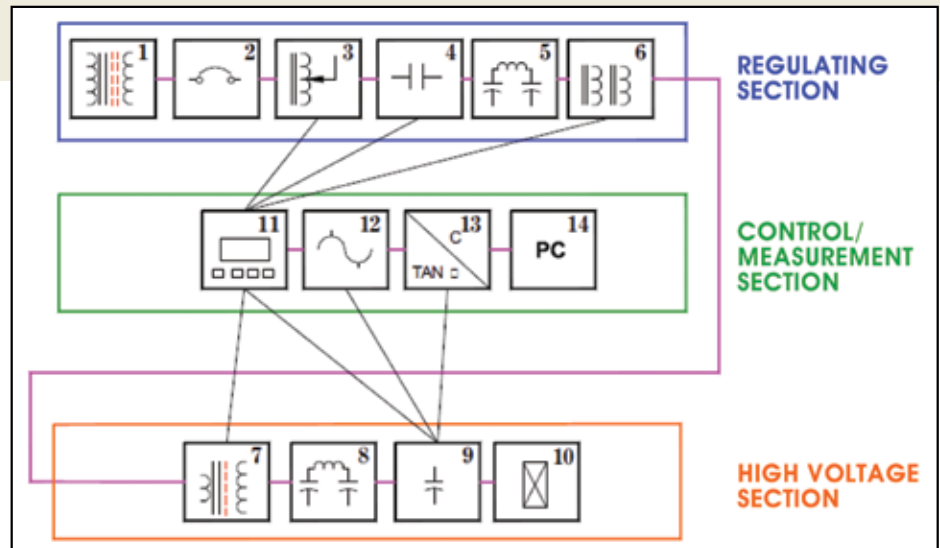 1 2 3 4 5 6
REGULATING
SECTION
11 12 13 14
C
TAN □
PC
CONTROL/
MEASUREMENT
SECTION
7 8 9 10
HIGH VOLTAGE
SECTION